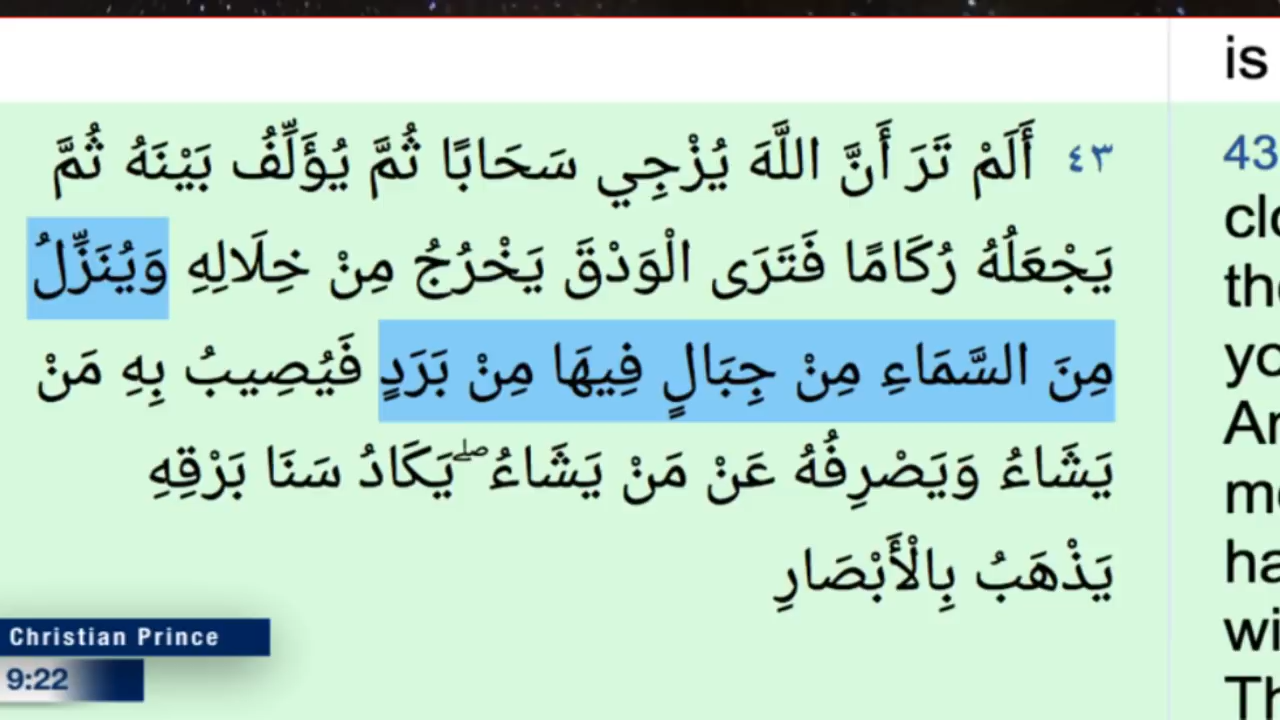 is
٤٣ أَلَمْ تَرَ أَنَّ اللَّهَ يُزْجِي سَحَابًا ثُمَّ يُؤَلِّفُ بَيْنَهُ ثُمَّ
يَجْعَلُهُ رُكَامًا فَتَرَى الْوَدْقَ يَخْرُجُ مِنْ خِلَالِهِ وَيُنَزِّلُ
مِنَ السَّمَاءِ مِنْ جِبَالٍ فِيهَا مِنْ بَرَدٍ فَيُصِيبُ بِهِ مَنْ
يَشَاءُ وَيَصْرِفُهُ عَنْ مَنْ يَشَاءُ ۖ يَكَادُ سَنَا بَرْقِهِ
يَذْهَبُ بِالْأَبْصَارِ
43
Christian Prince
9:22